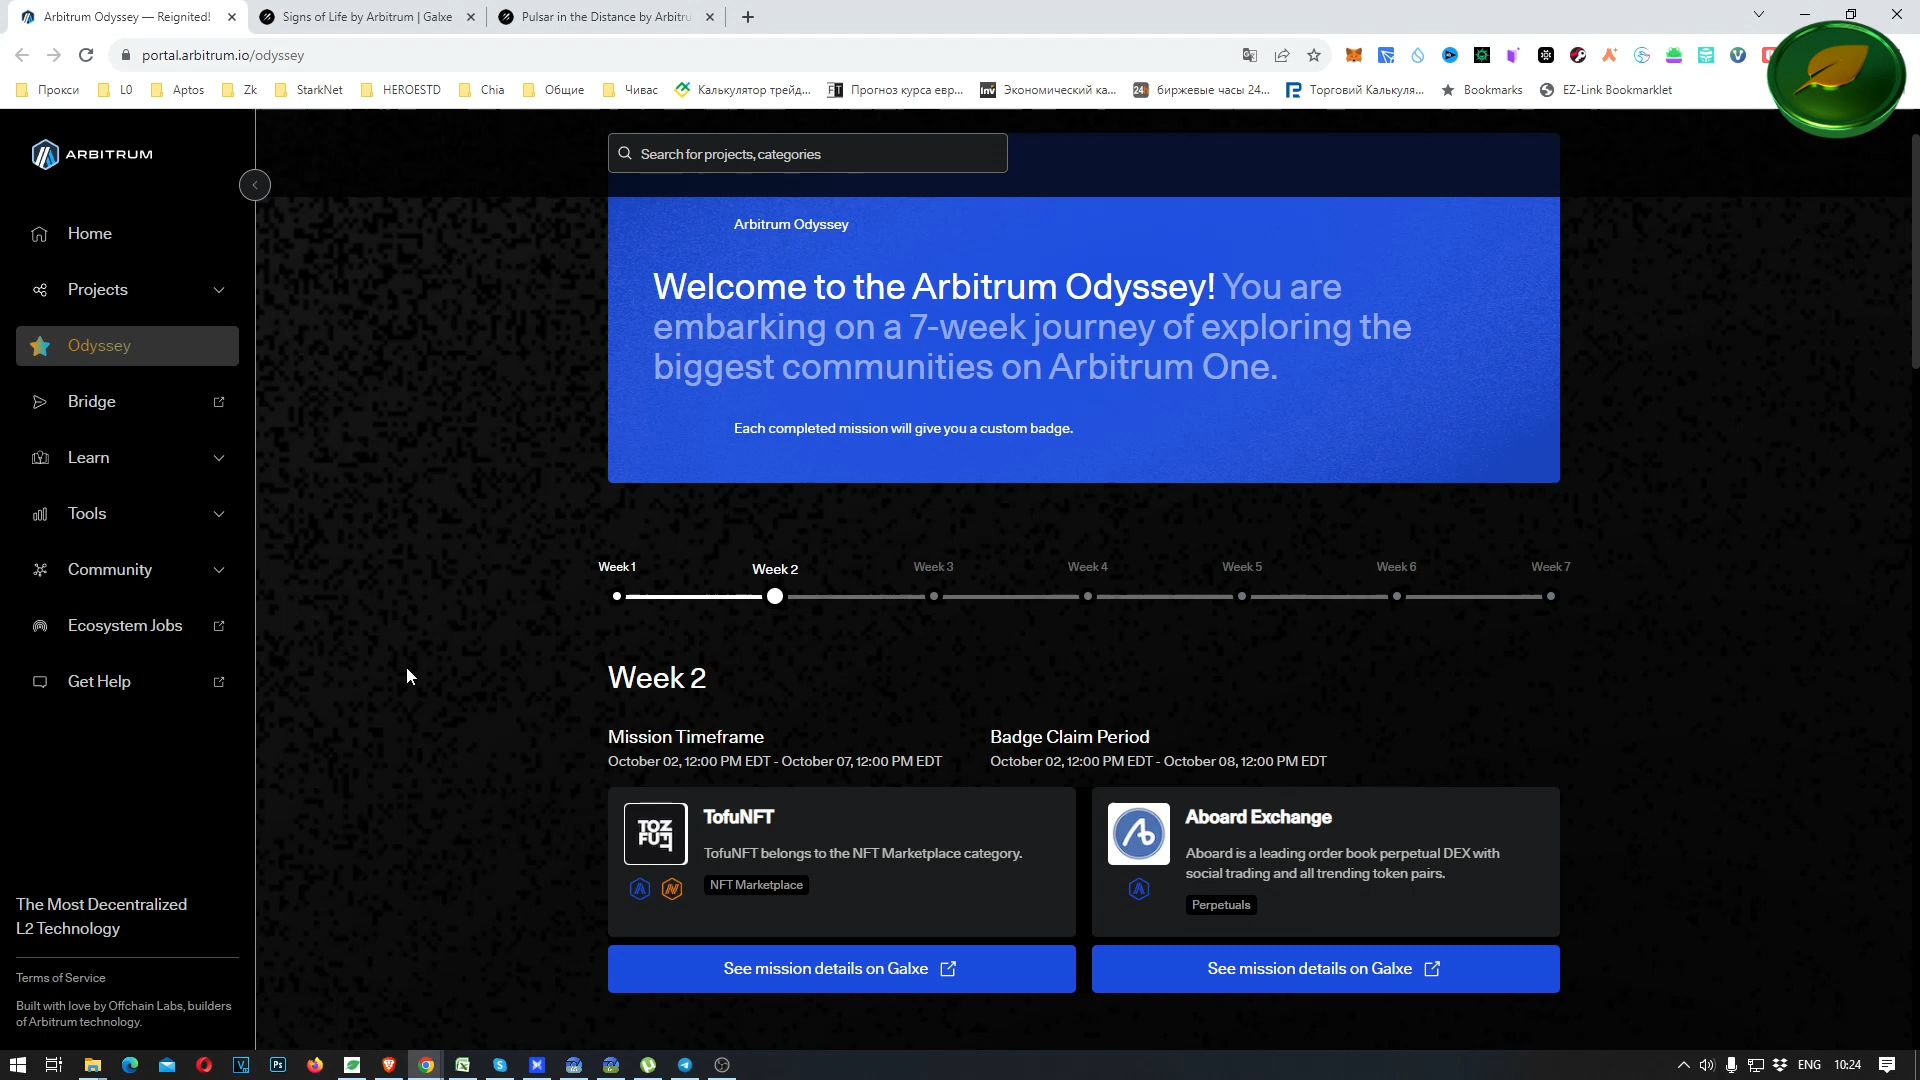 Arbitrum Odyssey — Reignited!
Signs of Life by Arbitrum | Galxe
Pulsar in the Distance by Arbitru
portal.arbitrum.io/odyssey
Прокси
L0
Aptos
Zk
StarkNet
HEROESTD
Chia
Общие
Чивас
Калькулятор трейд...
Прогноз курса евр...
Экономический ка...
биржевые часы 24...
Торговий Калькуля...
Bookmarks
EZ-Link Bookmarklet
ARBITRUM
Search for projects, categories
Home
Projects
Odyssey
Bridge
Learn
Tools
Community
Ecosystem Jobs
Get Help
The Most Decentralized
L2 Technology
Terms of Service
Built with love by Offchain Labs, builders
of Arbitrum technology.
Arbitrum Odyssey
Welcome to the Arbitrum Odyssey! You are
embarking on a 7-week journey of exploring the
biggest communities on Arbitrum One.
Each completed mission will give you a custom badge.
Week 1
Week 2
Week 3
Week 4
Week 5
Week 6
Week 7
Week 2
Mission Timeframe
October 02, 12:00 PM EDT - October 07, 12:00 PM EDT
Badge Claim Period
October 02, 12:00 PM EDT - October 08, 12:00 PM EDT
TofuNFT
TofuNFT belongs to the NFT Marketplace category.
NFT Marketplace
See mission details on Galxe
Aboard Exchange
Aboard is a leading order book perpetual DEX with
social trading and all trending token pairs.
Perpetuals
See mission details on Galxe
ENG
10:24